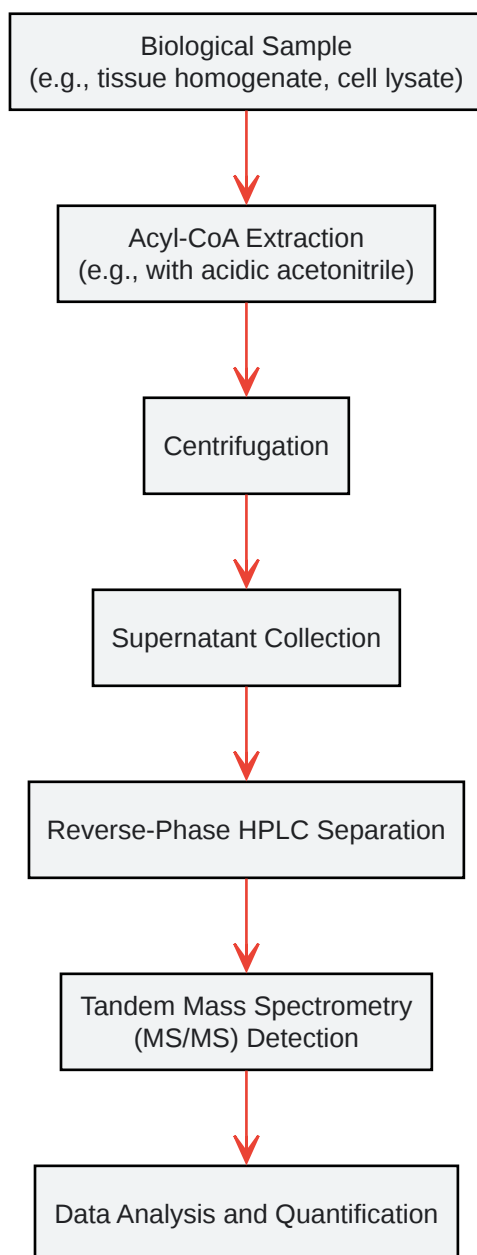 Biological Sample
(e.g., tissue homogenate, cell lysate)
Acyl-CoA Extraction
(e.g., with acidic acetonitrile)
Centrifugation
Supernatant Collection
Reverse-Phase HPLC Separation
Tandem Mass Spectrometry
(MS/MS) Detection
Data Analysis and Quantification